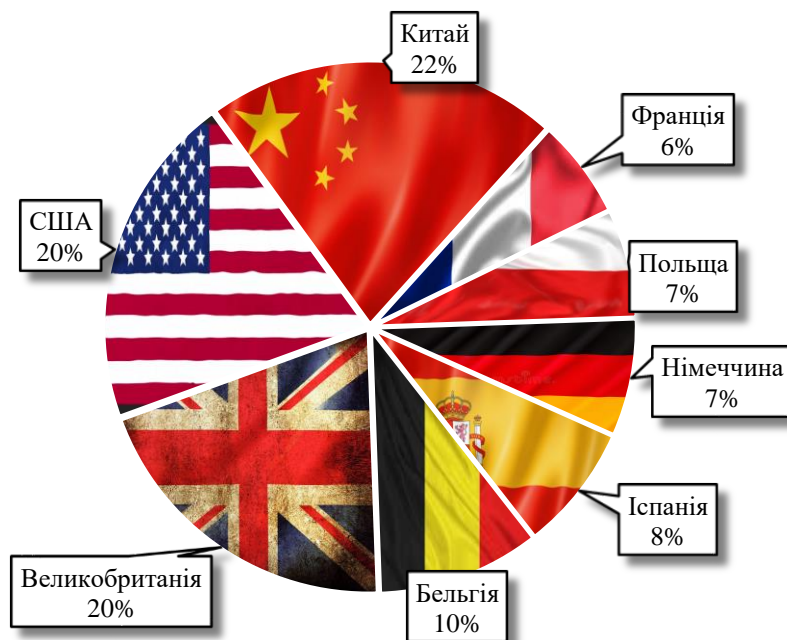 Китай
22%
Франція
6%
Польща
7%
Німеччина
7%
Іспанія
8%
Бельгія
10%
Великобританія
20%
США
20%